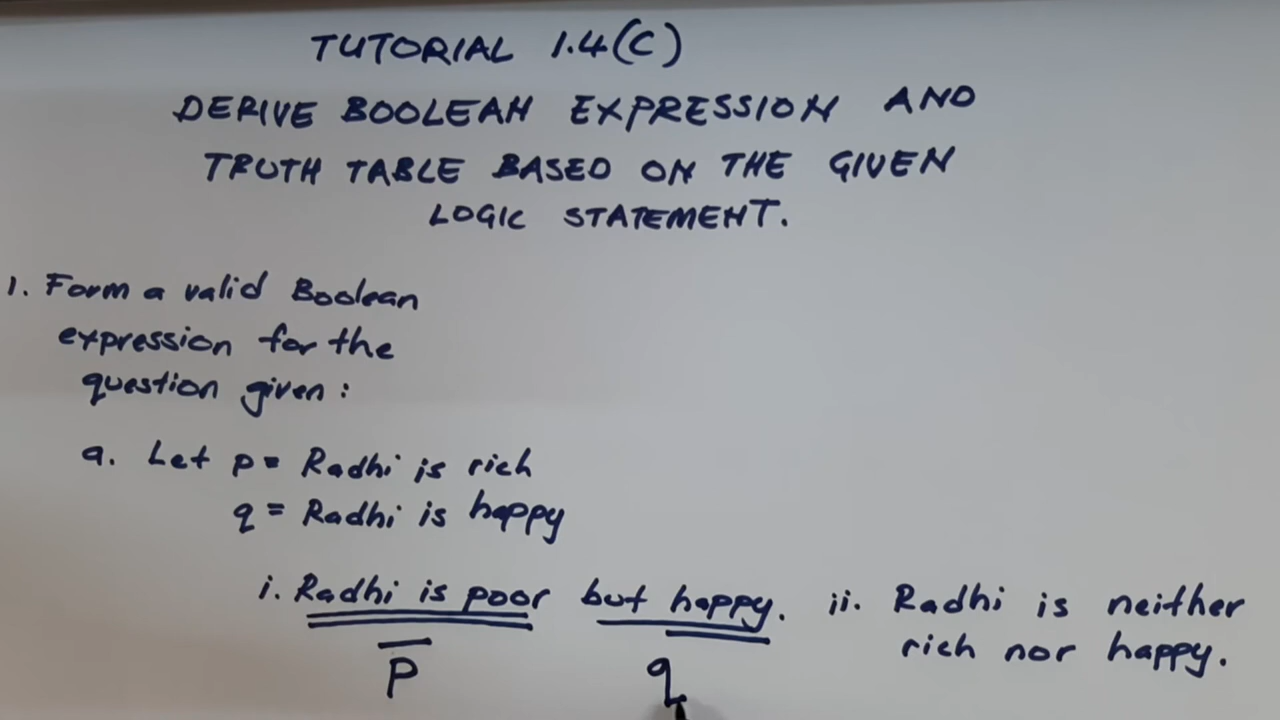 TUTORIAL 1.4(C)
DERIVE BOOLEAN EXPRESSION AND
TRUTH TABLE BASED ON THE GIVEN
LOGIC STATEMENT.
1. Form a valid Boolean
expression for the
question given:
a. Let p = Radhi is rich
q = Radhi is happy
i. Radhi is poor but happy. ii. Radhi is neither
rich nor happy.
p̅ q